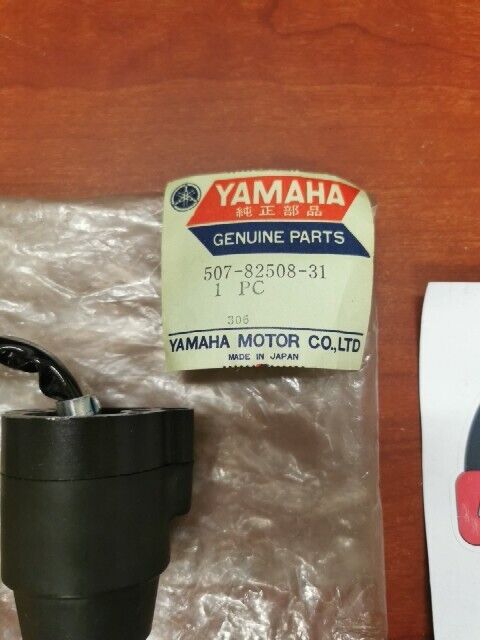 YAMAHA
純正部品
GENUINE PARTS
507-82508-31
1 PC
306
YAMAHA MOTOR CO.,LTD
MADE IN JAPAN